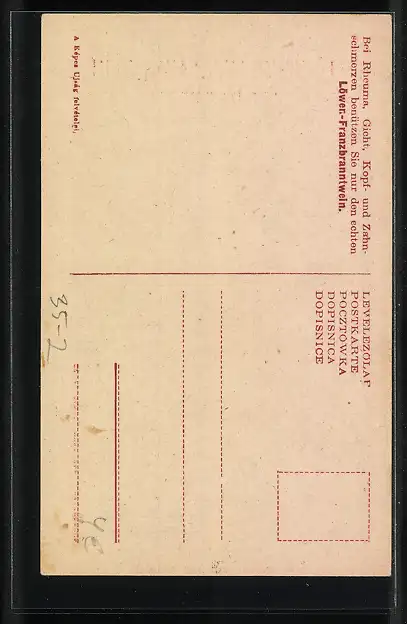 Bei Rheuma, Gicht, Kopf- und Zahn-
schmerzen benützen Sie nur den echten
Löwen-Franzbranntwein.
A Képes Ujság felvételei.
LEVELEZŐLAP
POSTKARTE
POCZTÓWKA
DOPISNICA
DOPISNICE
35-2